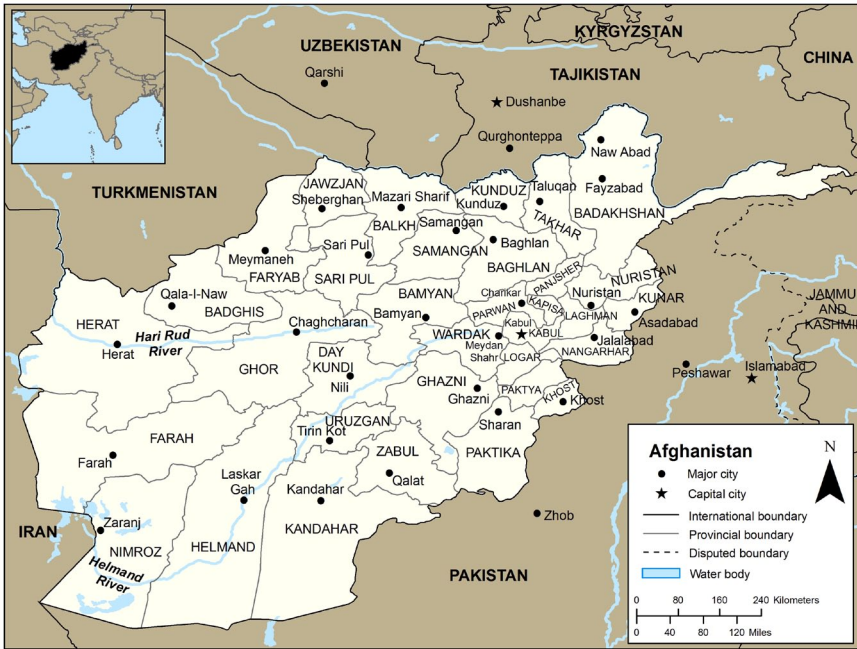 KYRGYZSTAN
UZBEKISTAN
CHINA
TAJIKISTAN
Qarshi
Dushanbe
Qurghonteppa
Naw Abad
TURKMENISTAN
JAWZJAN
Sheberghan
Mazari Sharif
KUNDUZ
Kunduz
Taluqan
Fayzabad
TAKHAR
BADAKHSHAN
BALKH
Samangan
Sari Pul
SAMANGAN
Baghlan
Meymaneh
FARYAB
SARI PUL
BAGHLAN
PANJSHER
NURISTAN
Qala-I-Naw
BADGHIS
BAMYAN
Bamyan
Charikar
PARWAN
KAPISA
Nuristan
LAGHMAN
KUNAR
Asadabad
JAMMU
AND
KASHMIR
HERAT
Herat
Hari Rud
River
Chaghcharan
WARDAK
Meydan
Shahr
Kabul
KABUL
LOGAR
Jalalabad
NANGARHAR
Peshawar
Islamabad
GHOR
DAY
KUNDI
Nili
GHAZNI
Ghazni
PAKTYA
KHOST
Khost
Sharan
URUZGAN
Tirin Kot
PAKTIKA
FARAH
Farah
ZABUL
Qalat
Laskar
Gah
Kandahar
KANDAHAR
Zhob
IRAN
Zaranj
NIMROZ
HELMAND
Helmand
River
PAKISTAN
Afghanistan
N
Major city
Capital city
International boundary
Provincial boundary
Disputed boundary
Water body
0 80 160 240 Kilometers
0 40 80 120 Miles